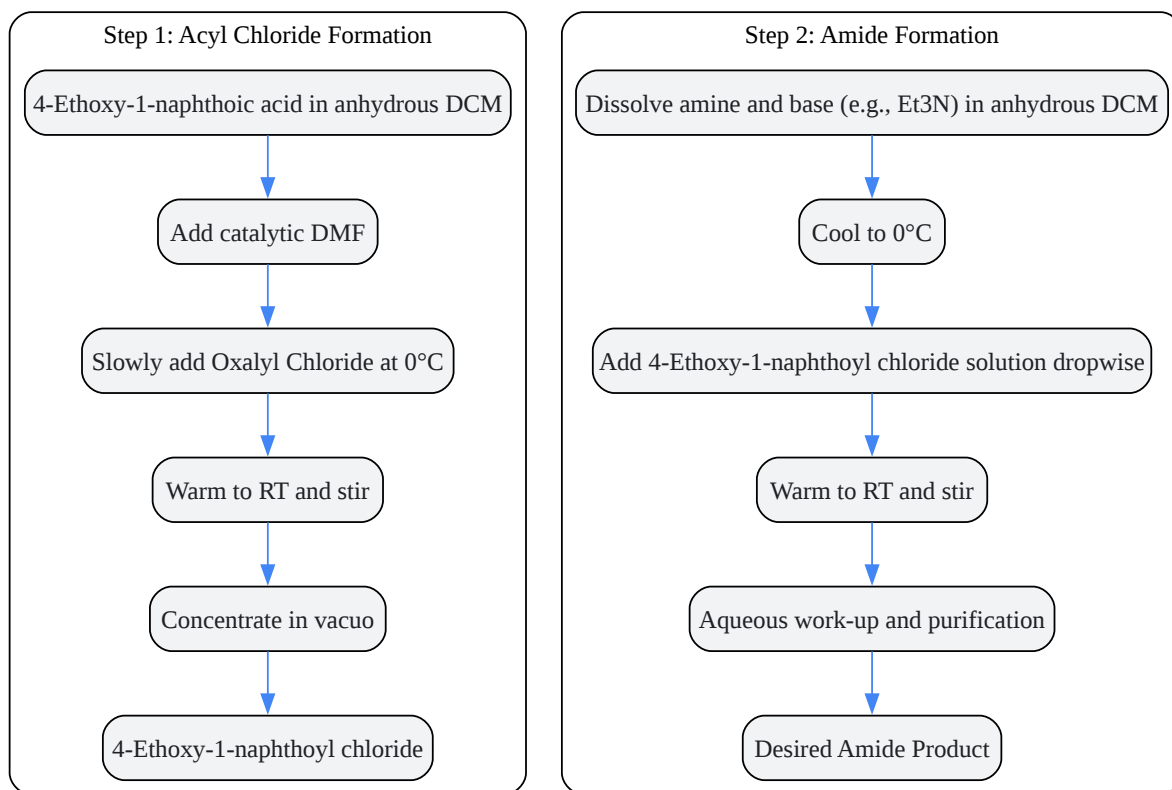 Step 1: Acyl Chloride Formation
4-Ethoxy-1-naphthoic acid in anhydrous DCM
Add catalytic DMF
Slowly add Oxalyl Chloride at 0°C
Warm to RT and stir
Concentrate in vacuo
4-Ethoxy-1-naphthoyl chloride
Step 2: Amide Formation
Dissolve amine and base (e.g., Et3N) in anhydrous DCM
Cool to 0°C
Add 4-Ethoxy-1-naphthoyl chloride solution dropwise
Warm to RT and stir
Aqueous work-up and purification
Desired Amide Product